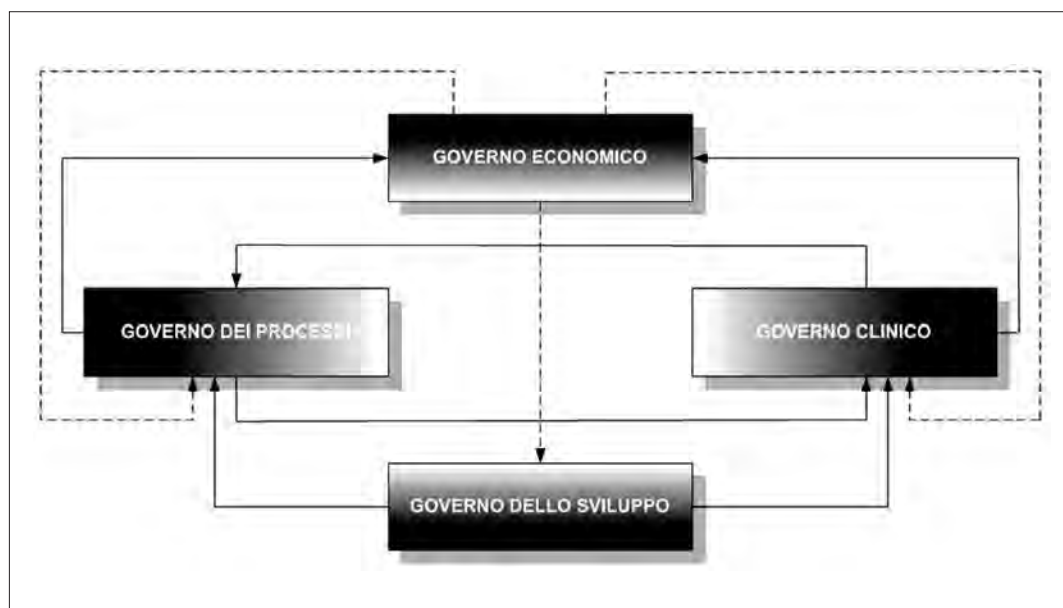 GOVERNO ECONOMICO
GOVERNO DEI PROCESSI
GOVERNO CLINICO
GOVERNO DELLO SVILUPPO